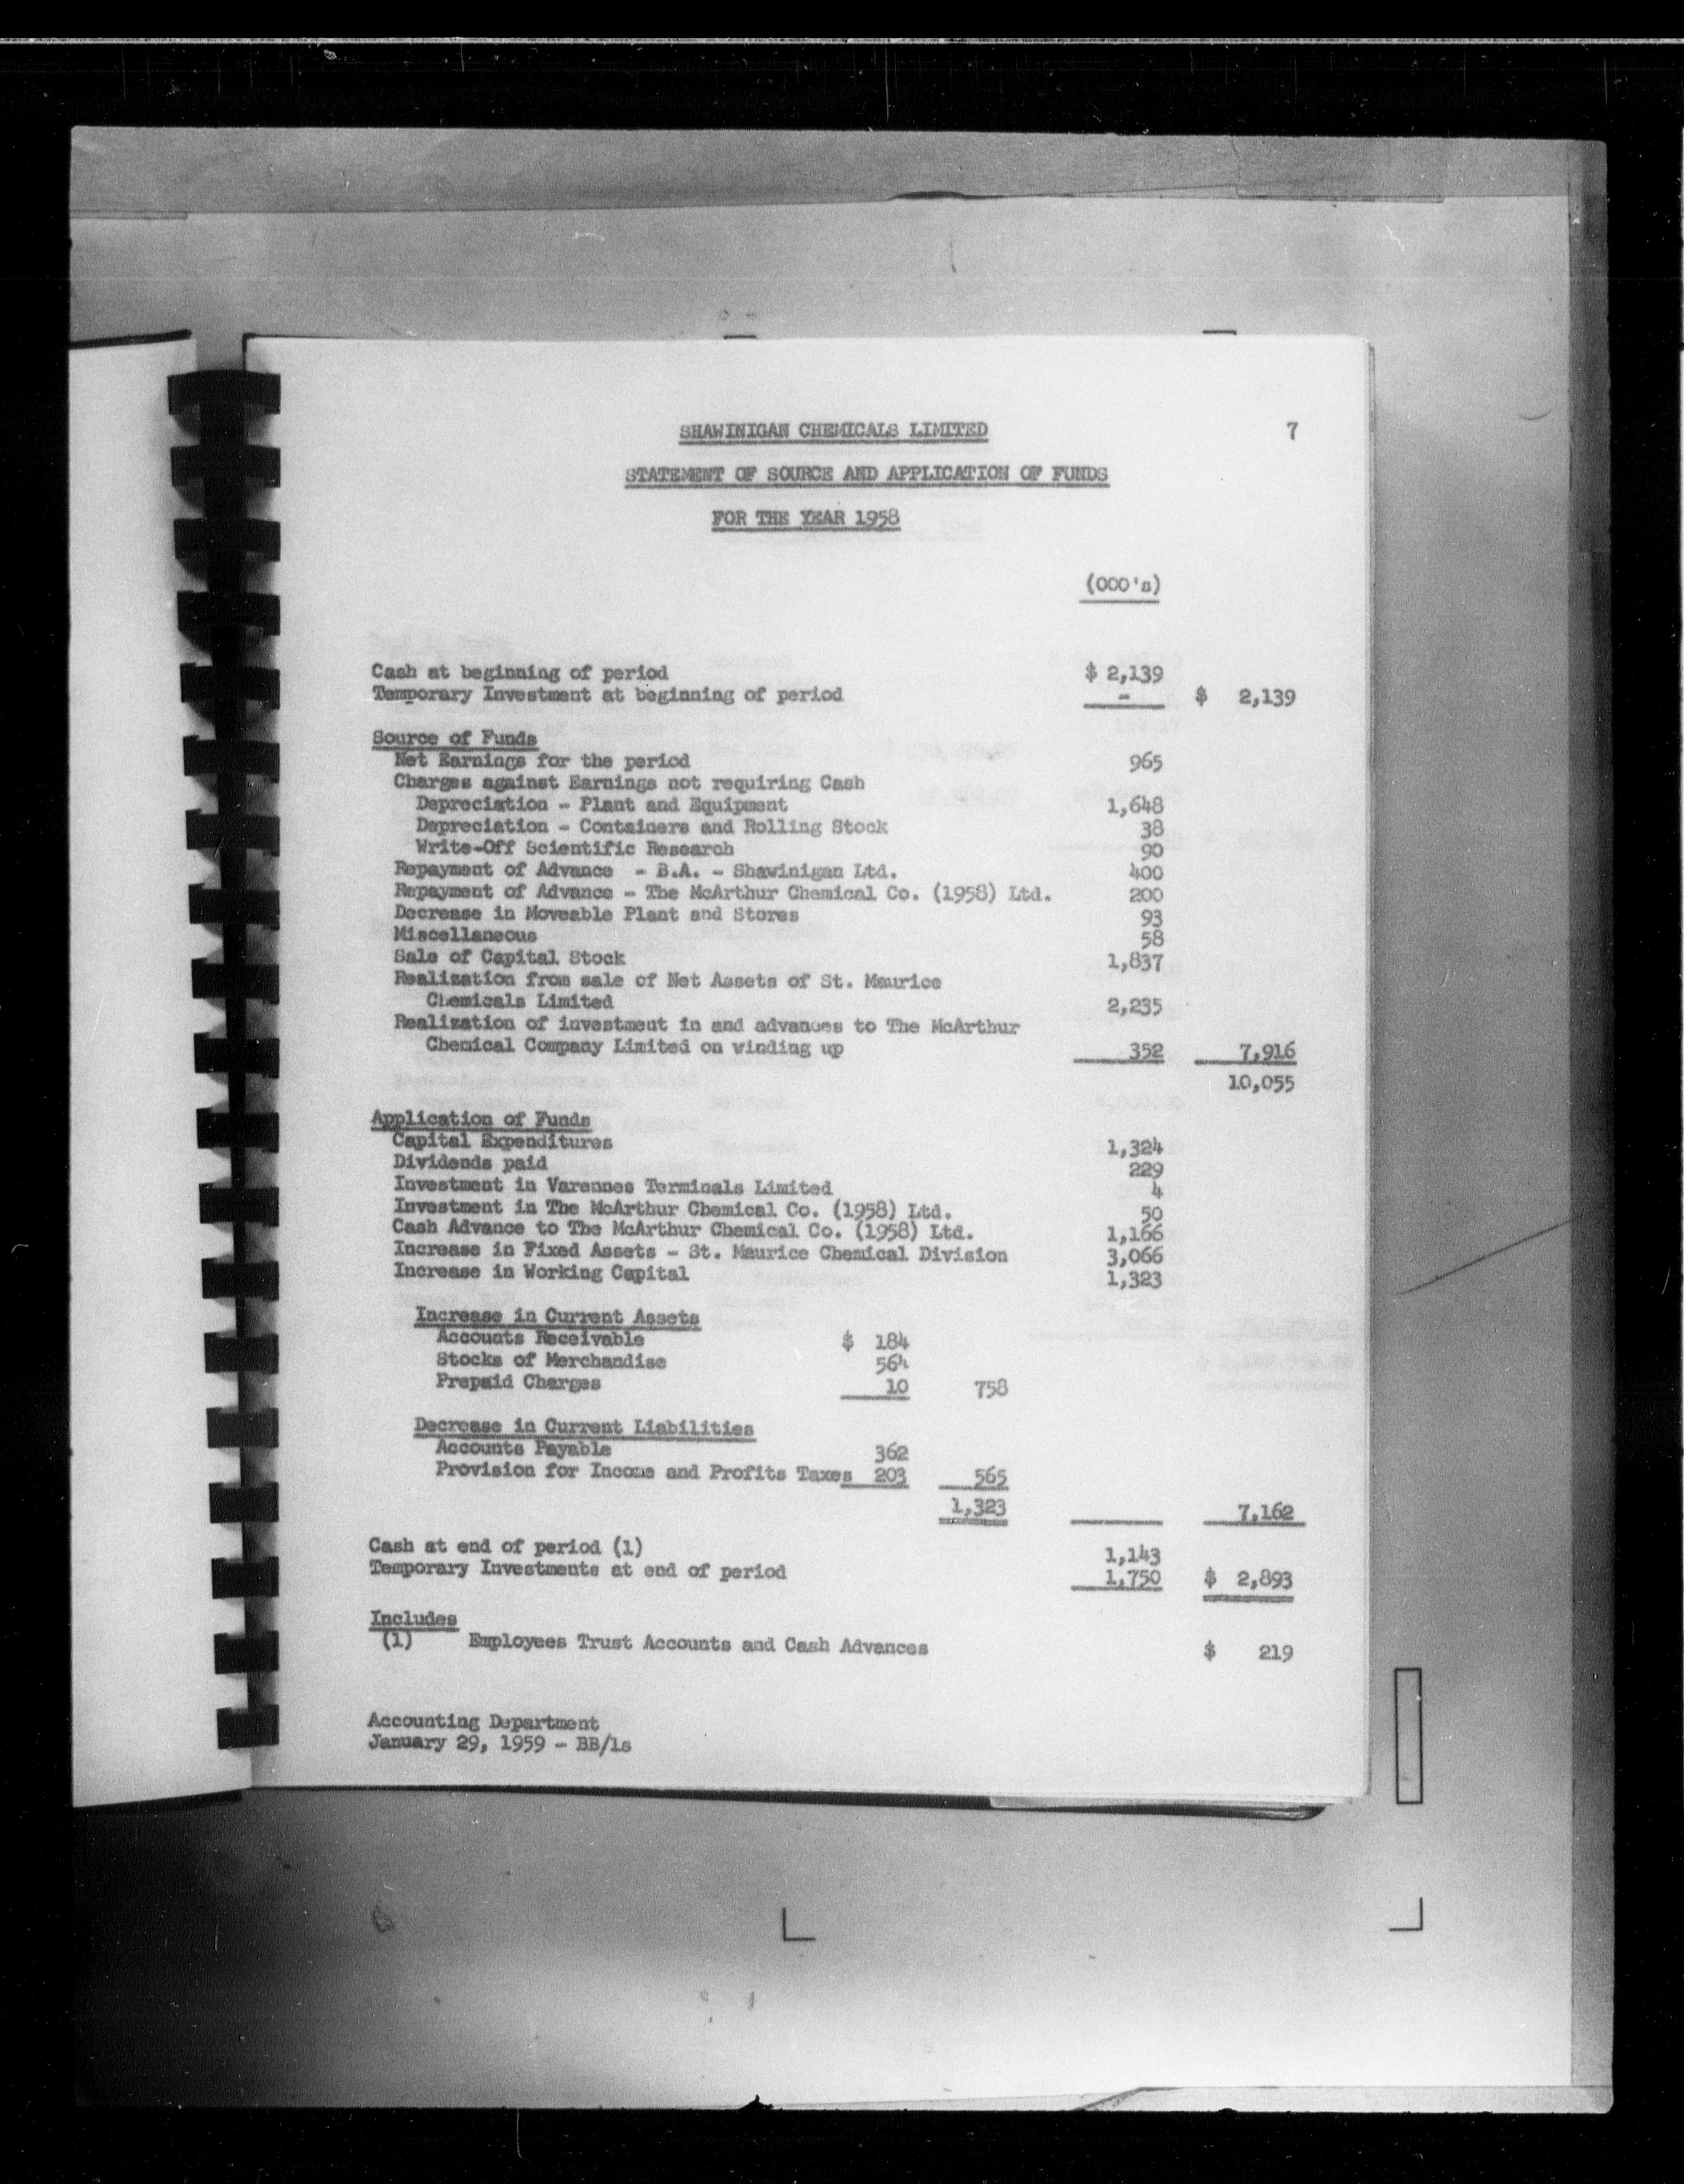 SHAWINIGAN CHEMICALS LIMITED 7
STATEMENT OF SOURCE AND APPLICATION OF FUNDS
FOR THE YEAR 1958
(000's)
Cash at beginning of period $ 2,139
Temporary Investment at beginning of period - $ 2,139
Source of Funds
Net Earnings for the period 965
Charges against Earnings not requiring Cash
Depreciation - Plant and Equipment 1,648
Depreciation - Containers and Rolling Stock 38
Write-Off Scientific Research 90
Repayment of Advance - B.A. - Shawinigan Ltd. 400
Repayment of Advance - The McArthur Chemical Co. (1958) Ltd. 200
Decrease in Moveable Plant and Stores 93
Miscellaneous 58
Sale of Capital Stock 1,837
Realization from sale of Net Assets of St. Maurice
Chemicals Limited 2,235
Realization of investment in and advances to The McArthur
Chemical Company Limited on winding up 352 7,916
10,055
Application of Funds
Capital Expenditures 1,324
Dividends paid 229
Investment in Varennes Terminals Limited 4
Investment in The McArthur Chemical Co. (1958) Ltd. 50
Cash Advance to The McArthur Chemical Co. (1958) Ltd. 1,166
Increase in Fixed Assets - St. Maurice Chemical Division 3,066
Increase in Working Capital 1,323
Increase in Current Assets
Accounts Receivable $ 184
Stocks of Merchandise 564
Prepaid Charges 10 758
Decrease in Current Liabilities
Accounts Payable 362
Provision for Income and Profits Taxes 203 565
1,323 7,162
Cash at end of period (1) 1,143
Temporary Investments at end of period 1,750 $ 2,893
Includes
(1) Employees Trust Accounts and Cash Advances $ 219
Accounting Department
January 29, 1959 - BB/ls